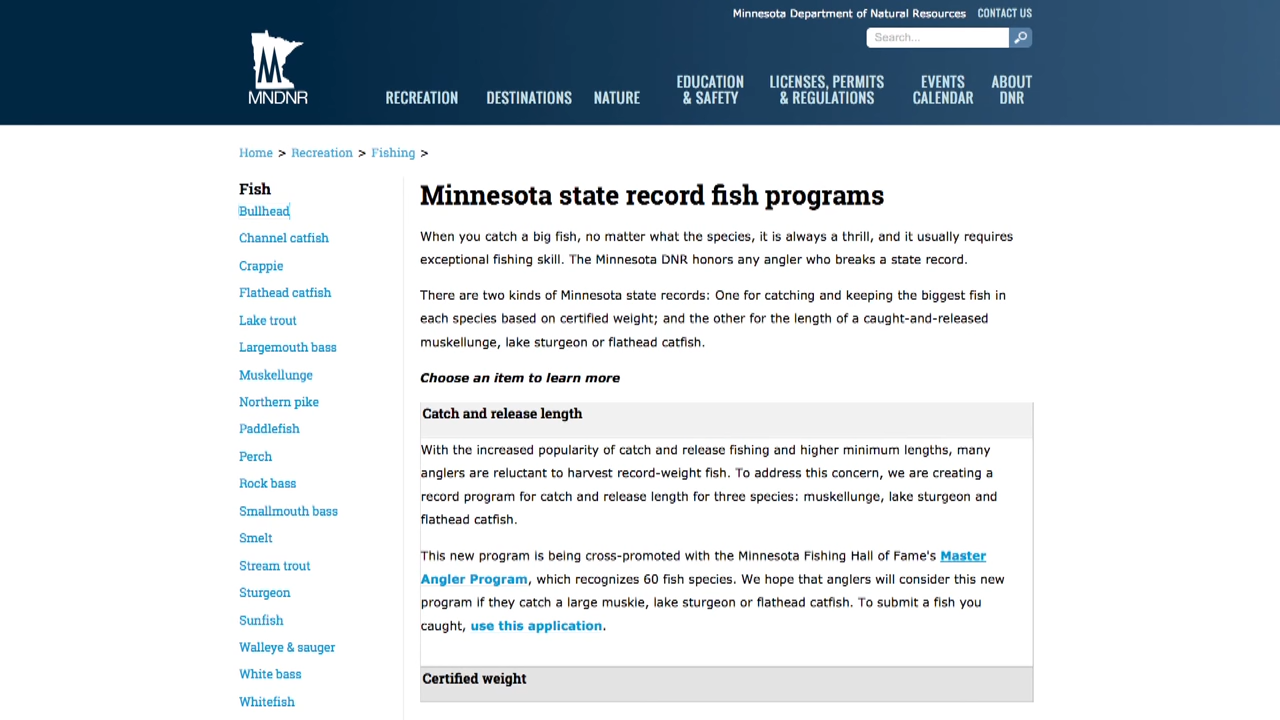 Minnesota Department of Natural Resources CONTACT US
Search...
MNDNR
RECREATION
DESTINATIONS
NATURE
EDUCATION
& SAFETY
LICENSES, PERMITS
& REGULATIONS
EVENTS
CALENDAR
ABOUT
DNR
Home > Recreation > Fishing >
Fish
Bullhead
Channel catfish
Crappie
Flathead catfish
Lake trout
Largemouth bass
Muskellunge
Northern pike
Paddlefish
Perch
Rock bass
Smallmouth bass
Smelt
Stream trout
Sturgeon
Sunfish
Walleye & sauger
White bass
Whitefish
Minnesota state record fish programs
When you catch a big fish, no matter what the species, it is always a thrill, and it usually requires
exceptional fishing skill. The Minnesota DNR honors any angler who breaks a state record.
There are two kinds of Minnesota state records: One for catching and keeping the biggest fish in
each species based on certified weight; and the other for the length of a caught-and-released
muskellunge, lake sturgeon or flathead catfish.
Choose an item to learn more
Catch and release length
With the increased popularity of catch and release fishing and higher minimum lengths, many
anglers are reluctant to harvest record-weight fish. To address this concern, we are creating a
record program for catch and release length for three species: muskellunge, lake sturgeon and
flathead catfish.
This new program is being cross-promoted with the Minnesota Fishing Hall of Fame's Master
Angler Program, which recognizes 60 fish species. We hope that anglers will consider this new
program if they catch a large muskie, lake sturgeon or flathead catfish. To submit a fish you
caught, use this application.
Certified weight